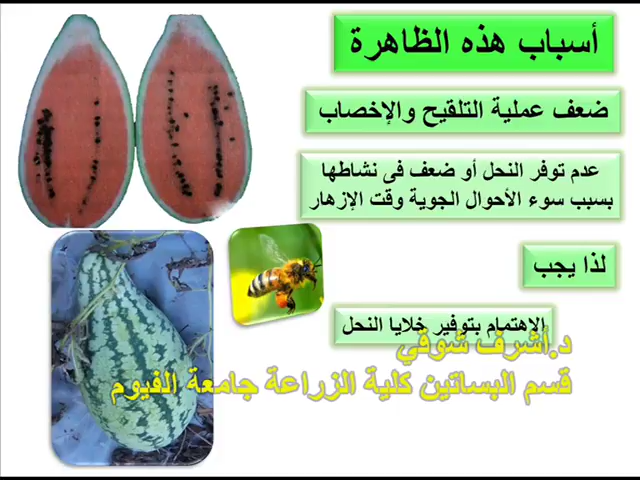 أسباب هذه الظاهرة
ضعف عملية التلقيح والإخصاب
عدم توفر النحل أو ضعف فى نشاطها
بسبب سوء الأحوال الجوية وقت الإزهار
لذا يجب
الاهتمام بتوفير خلايا النحل
د.أشرف شوقي
قسم البساتين كلية الزراعة جامعة الفيوم